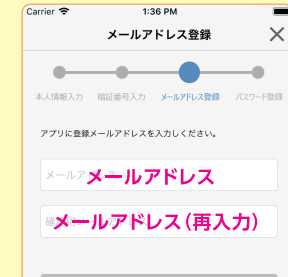 Carrier 1:36 PM
メールアドレス登録
本人情報入力 暗証番号入力 メールアドレス登録 パスワード登録
アプリに登録メールアドレスを入力ください。
メールアドレス
メールアドレス（再入力）